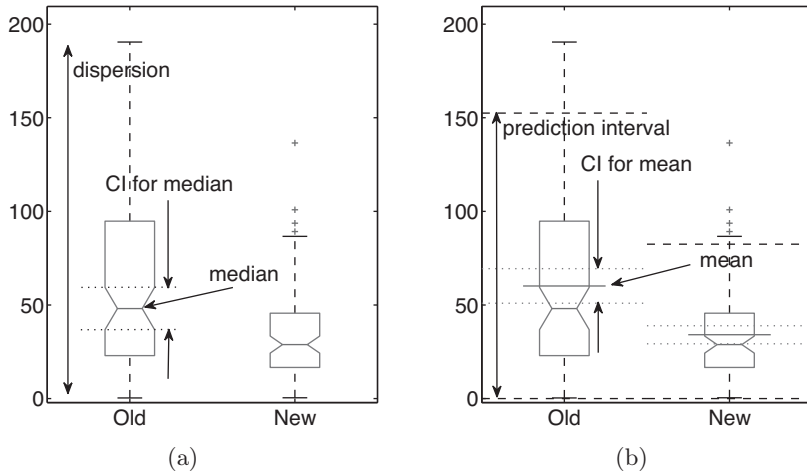 200
150
100
50
0
dispersion
CI for median
median
Old
New
(a)
200
150
100
50
0
prediction interval
CI for mean
mean
Old
New
(b)